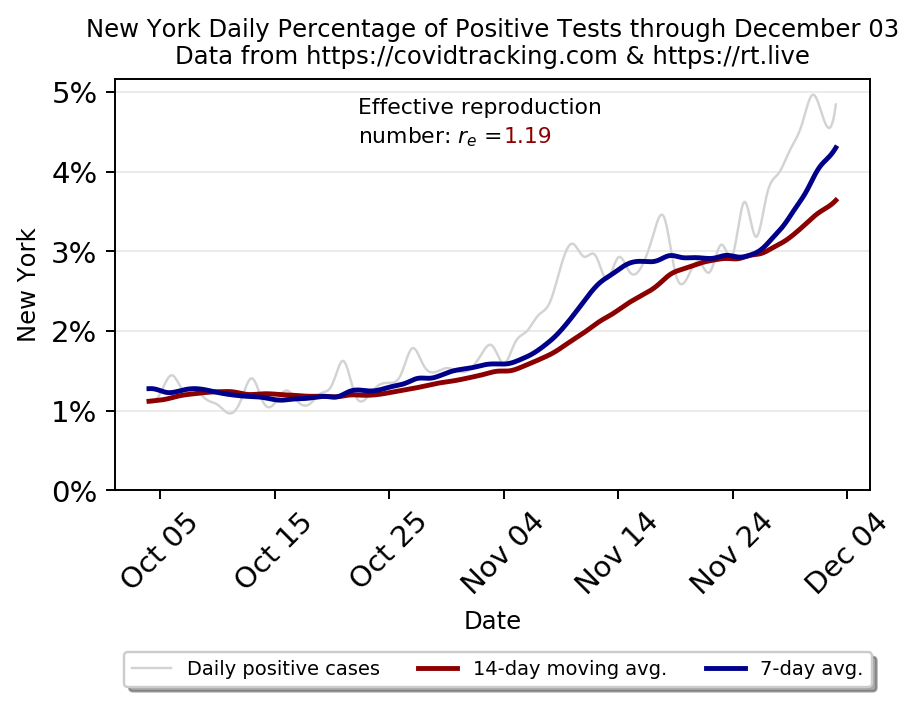 New York Daily Percentage of Positive Tests through December 03
Data from https://covidtracking.com & https://rt.live
5%
Effective reproduction
number: rₑ =1.19
4%
3%
2%
1%
0%
New York
Oct 05
Oct 15
Oct 25
Nov 04
Nov 14
Nov 24
Dec 04
Date
Daily positive cases
14-day moving avg.
7-day avg.